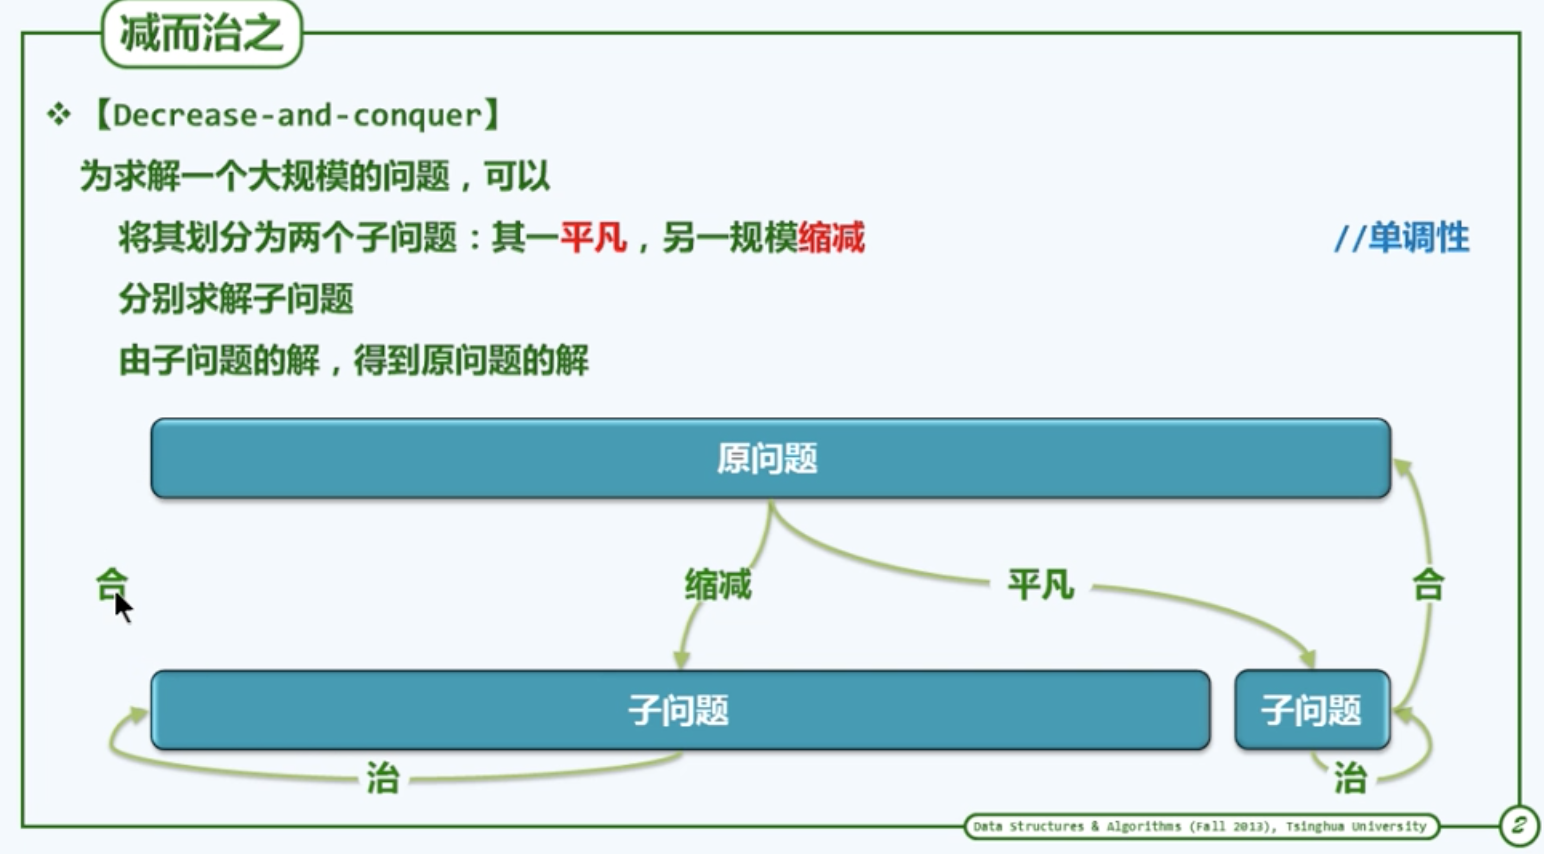 减而治之
【Decrease-and-conquer】
为求解一个大规模的问题，可以
将其划分为两个子问题：其一平凡，另一规模缩减 //单调性
分别求解子问题
由子问题的解，得到原问题的解
原问题
合 缩减 平凡 合
子问题 子问题
治 治
Data Structures & Algorithms (Fall 2013), Tsinghua University 2